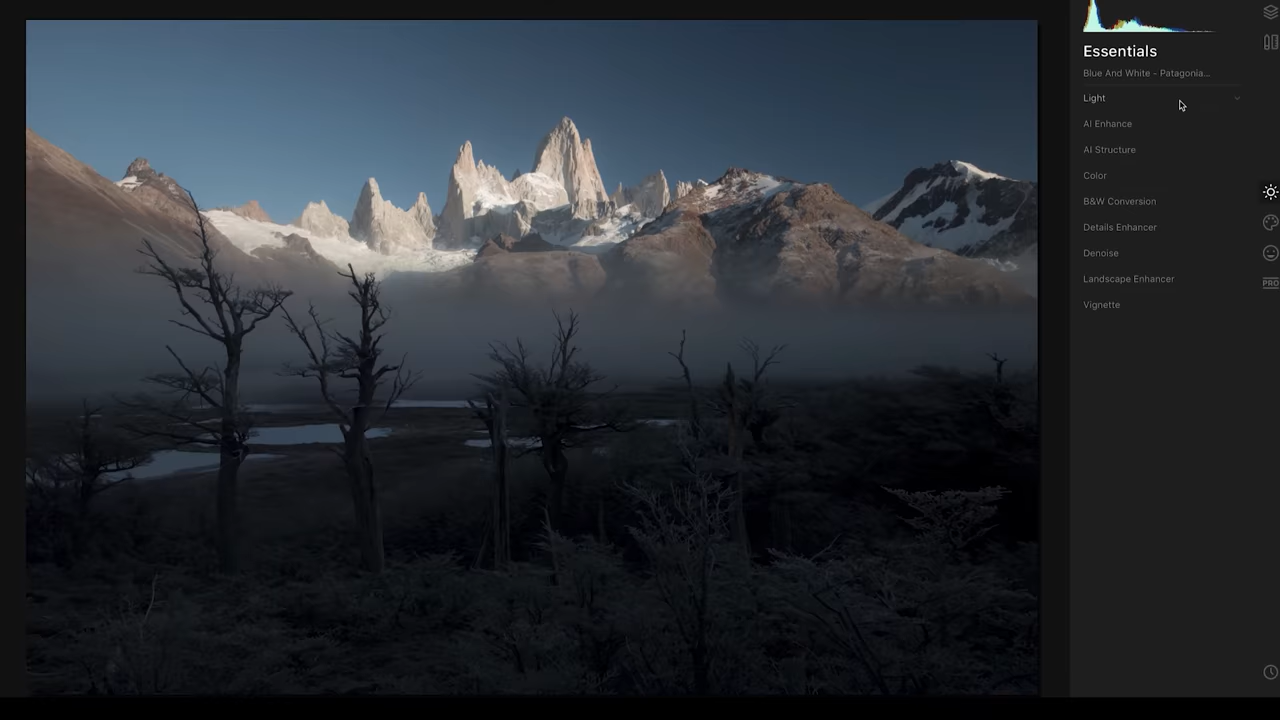 Essentials
Blue And White - Patagonia...
Light
AI Enhance
AI Structure
Color
B&W Conversion
Details Enhancer
Denoise
Landscape Enhancer
PRO
Vignette